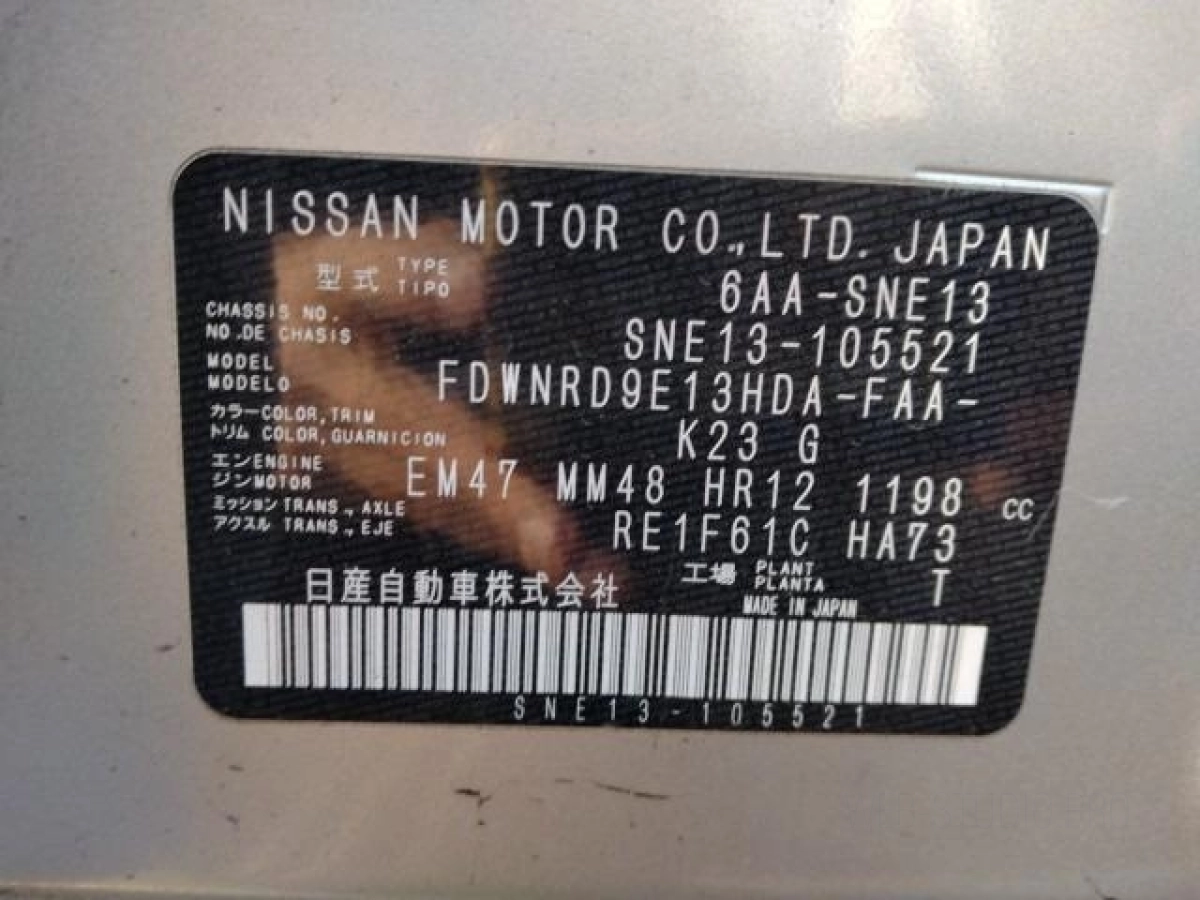 NISSAN MOTOR CO.,LTD. JAPAN
型式 TYPE TIPO 6AA-SNE13
CHASSIS NO.
NO.DE CHASIS SNE13-105521
MODEL
MODELO FDWNRD9E13HDA-FAA-
カラー COLOR,TRIM
トリム COLOR,GUARNICION K23 G
エンジン ENGINE MOTOR EM47 MM48 HR12 1198 CC
ミッション TRANS., AXLE
アクスル TRANS., EJE RE1F61C HA73
工場 PLANT PLANTA T
日産自動車株式会社 MADE IN JAPAN
SNE13-105521